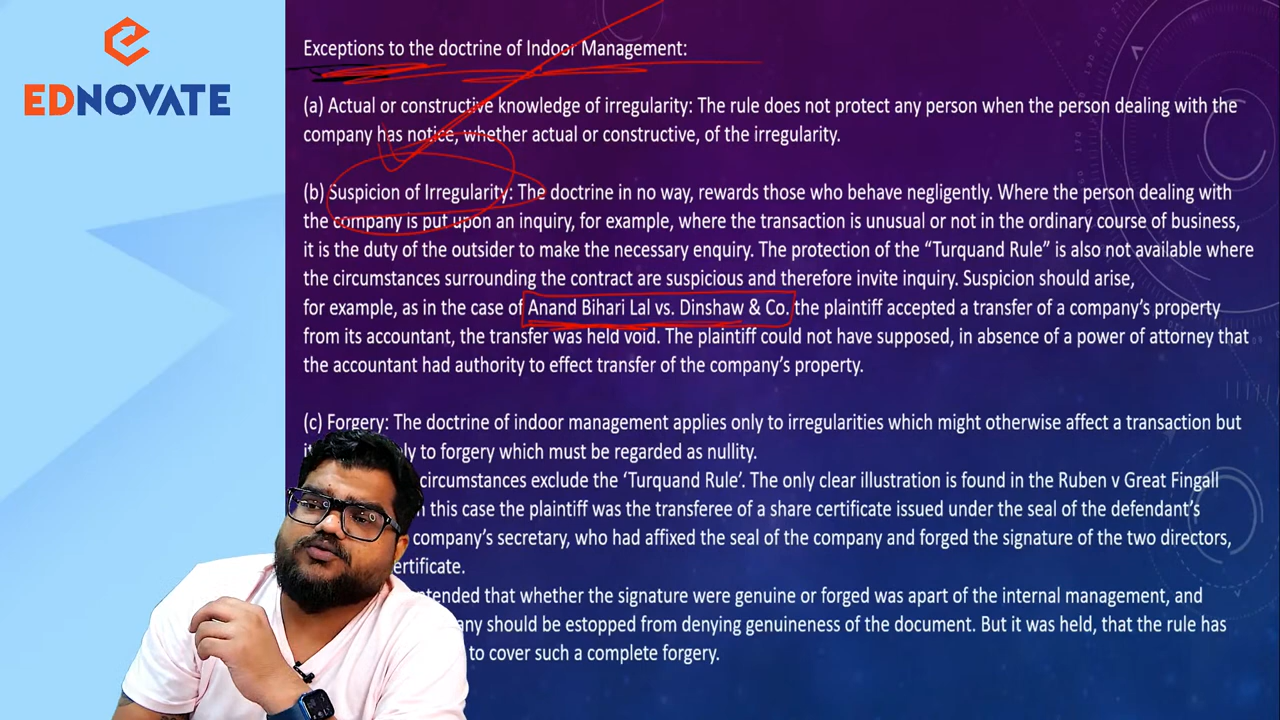 EDNOVATE
Exceptions to the doctrine of Indoor Management:
(a) Actual or constructive knowledge of irregularity: The rule does not protect any person when the person dealing with the
company has notice, whether actual or constructive, of the irregularity.
(b) Suspicion of Irregularity: The doctrine in no way, rewards those who behave negligently. Where the person dealing with
the company is put upon an inquiry, for example, where the transaction is unusual or not in the ordinary course of business,
it is the duty of the outsider to make the necessary enquiry. The protection of the “Turquand Rule” is also not available where
the circumstances surrounding the contract are suspicious and therefore invite inquiry. Suspicion should arise,
for example, as in the case of Anand Bihari Lal vs. Dinshaw & Co. the plaintiff accepted a transfer of a company’s property
from its accountant, the transfer was held void. The plaintiff could not have supposed, in absence of a power of attorney that
the accountant had authority to effect transfer of the company’s property.
(c) Forgery: The doctrine of indoor management applies only to irregularities which might otherwise affect a transaction but
to forgery which must be regarded as nullity.
circumstances exclude the ‘Turquand Rule’. The only clear illustration is found in the Ruben v Great Fingall
this case the plaintiff was the transferee of a share certificate issued under the seal of the defendant’s
company’s secretary, who had affixed the seal of the company and forged the signature of the two directors,
that whether the signature were genuine or forged was apart of the internal management, and
should be estopped from denying genuineness of the document. But it was held, that the rule has
to cover such a complete forgery.